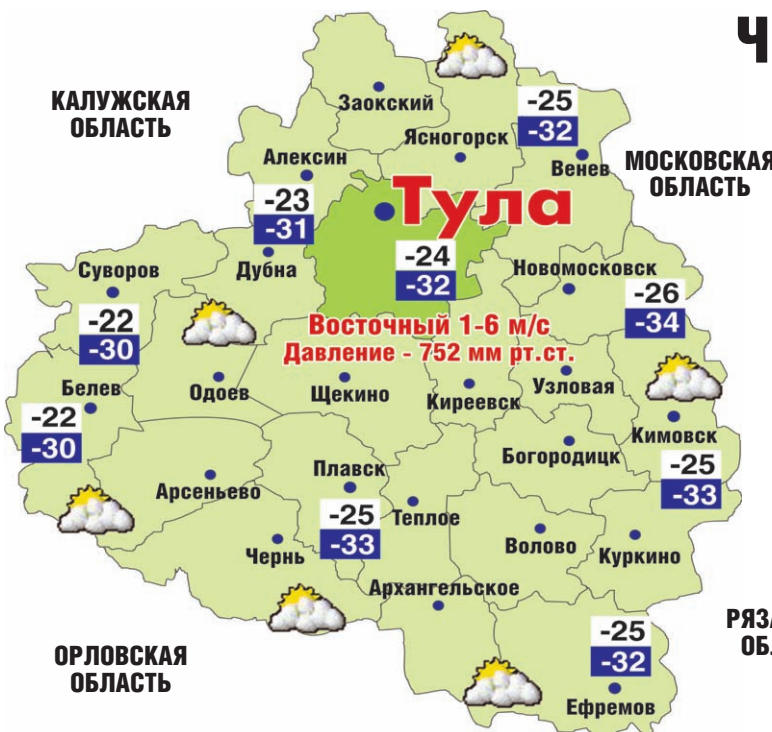 Ч
КАЛУЖСКАЯ
ОБЛАСТЬ
Заокский
-25
-32
Ясногорск
Венев
МОСКОВСКАЯ
ОБЛАСТЬ
Алексин
-23
-31
Тула
-24
-32
Дубна
Суворов
-22
-30
Новомосковск
-26
-34
Восточный 1-6 м/с
Давление - 752 мм рт.ст.
Белев
-22
-30
Одоев
Щекино
Киреевск
Узловая
Кимовск
-25
-33
Богородицк
Арсеньево
Плавск
-25
-33
Теплое
Чернь
Волово
Куркино
Архангельское
ОРЛОВСКАЯ
ОБЛАСТЬ
-25
-32
Ефремов